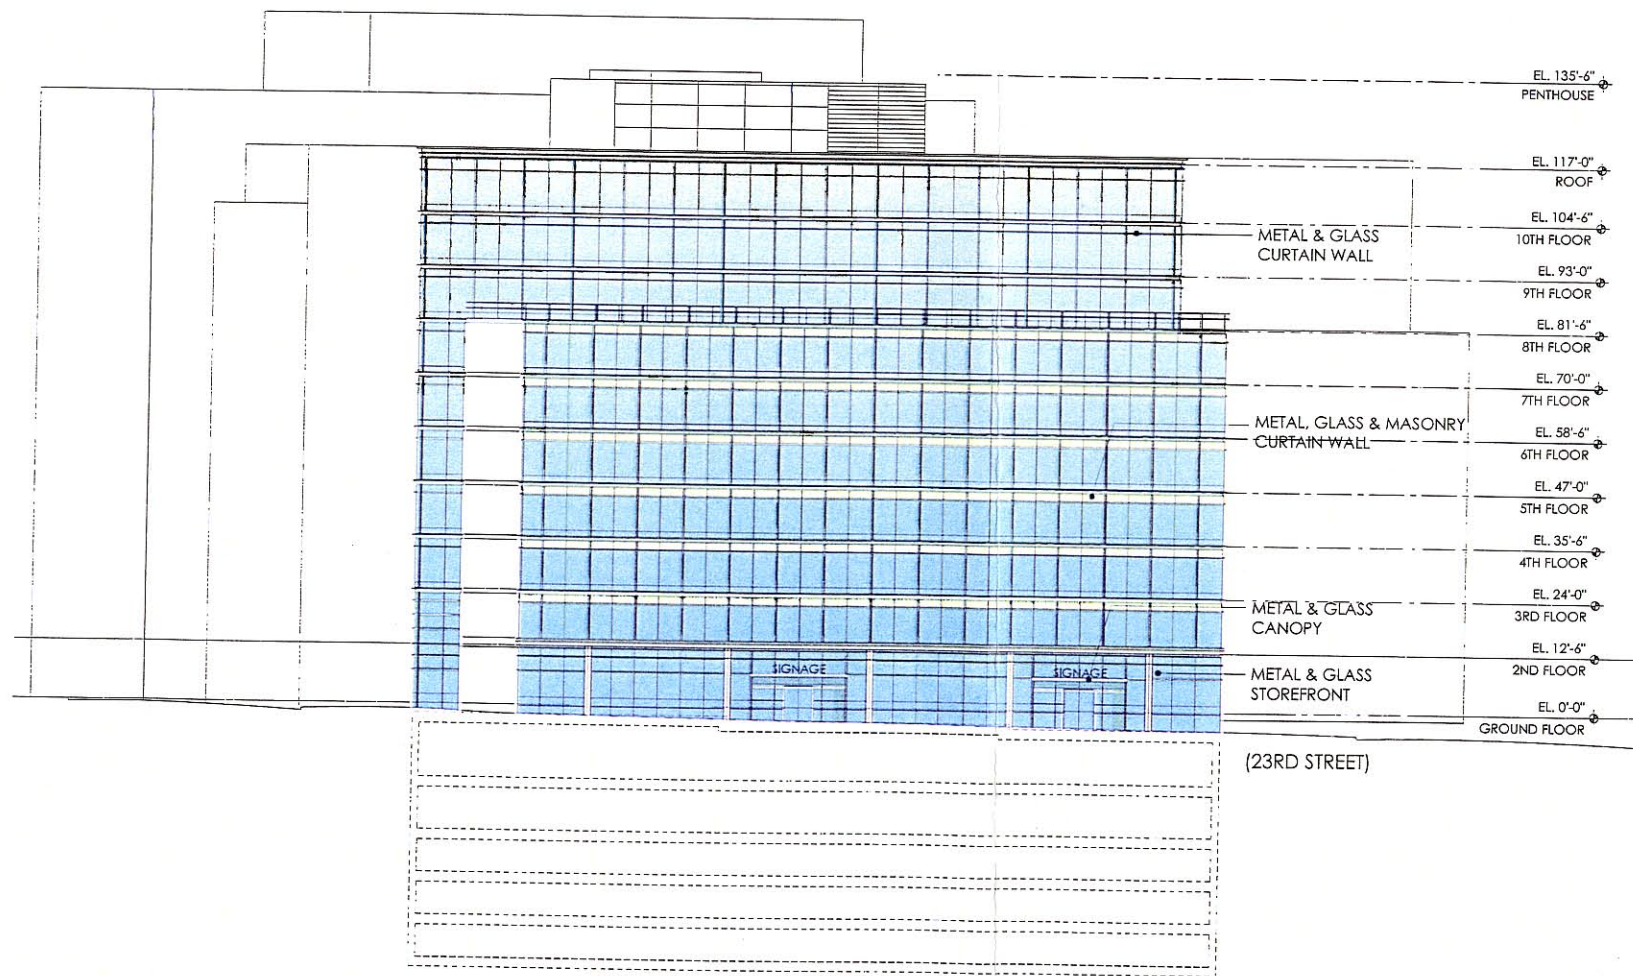 EL. 135'-6"
PENTHOUSE
EL. 117'-0"
ROOF
EL. 104'-6"
10TH FLOOR
METAL & GLASS
CURTAIN WALL
EL. 93'-0"
9TH FLOOR
EL. 81'-6"
8TH FLOOR
EL. 70'-0"
7TH FLOOR
METAL, GLASS & MASONRY
CURTAIN WALL
EL. 58'-6"
6TH FLOOR
EL. 47'-0"
5TH FLOOR
EL. 35'-6"
4TH FLOOR
EL. 24'-0"
3RD FLOOR
METAL & GLASS
CANOPY
EL. 12'-6"
2ND FLOOR
SIGNAGE
SIGNAGE
METAL & GLASS
STOREFRONT
EL. 0'-0"
GROUND FLOOR
(23RD STREET)